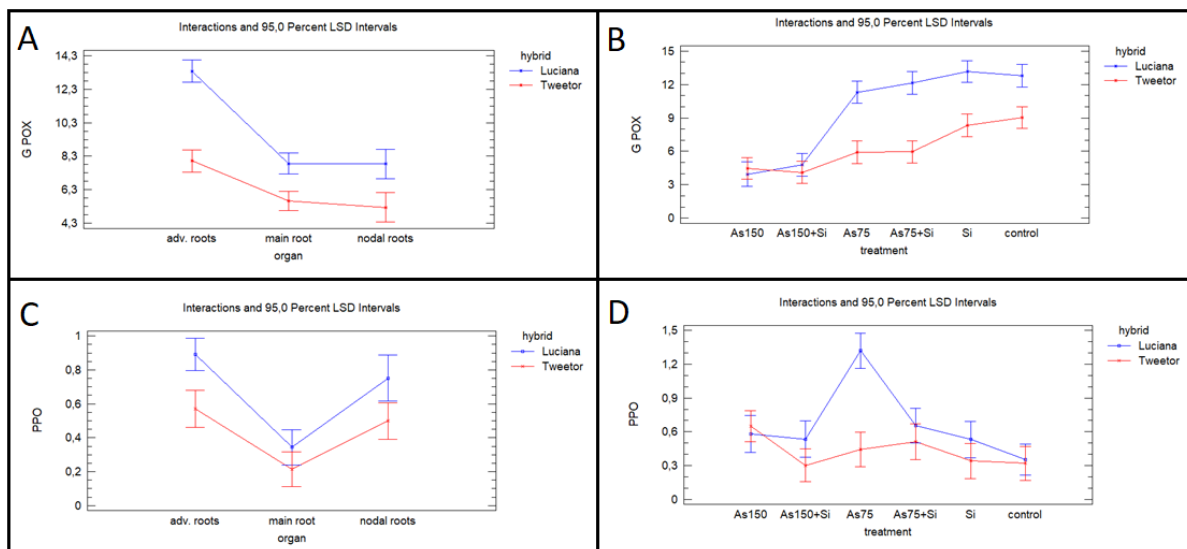 A
Interactions and 95,0 Percent LSD Intervals
hybrid
Luciana
Tweetor
G POX
14,3
12,3
10,3
8,3
6,3
4,3
adv. roots main root nodal roots
organ
B
Interactions and 95,0 Percent LSD Intervals
hybrid
Luciana
Tweetor
G POX
15
12
9
6
3
0
As150 As150+Si As75 As75+Si Si control
treatment
C
Interactions and 95,0 Percent LSD Intervals
hybrid
Luciana
Tweetor
PPO
1
0,8
0,6
0,4
0,2
0
adv. roots main root nodal roots
organ
D
Interactions and 95,0 Percent LSD Intervals
hybrid
Luciana
Tweetor
PPO
1,5
1,2
0,9
0,6
0,3
0
As150 As150+Si As75 As75+Si Si control
treatment